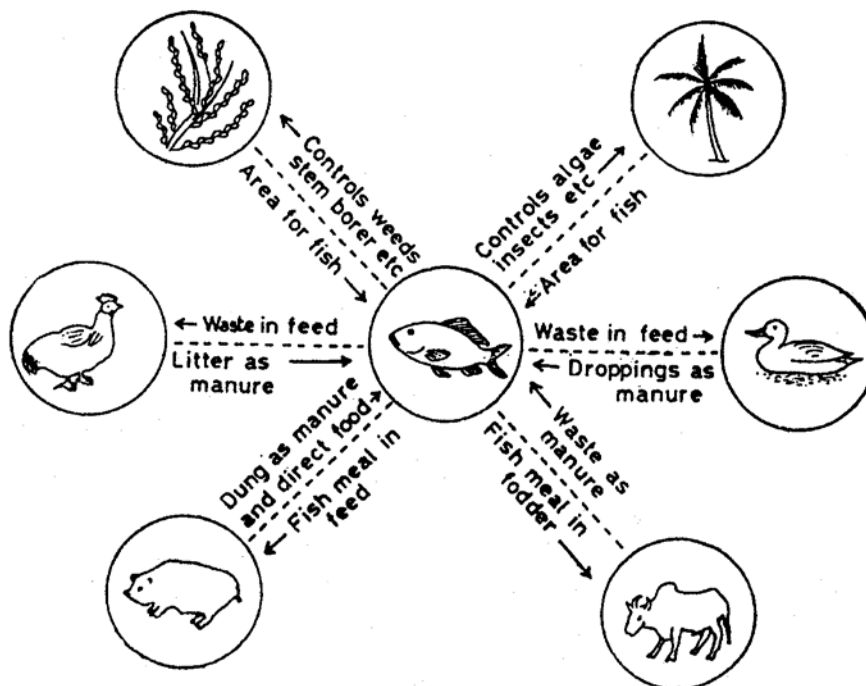 Controls weeds
stem borer etc
Area for fish
Controls algae
insects etc
Area for fish
Waste in feed
Litter as
manure
Waste in feed
Droppings as
manure
Dung as manure
and direct food
Fish meal in
feed
Waste as
manure
Fish meal in
fodder